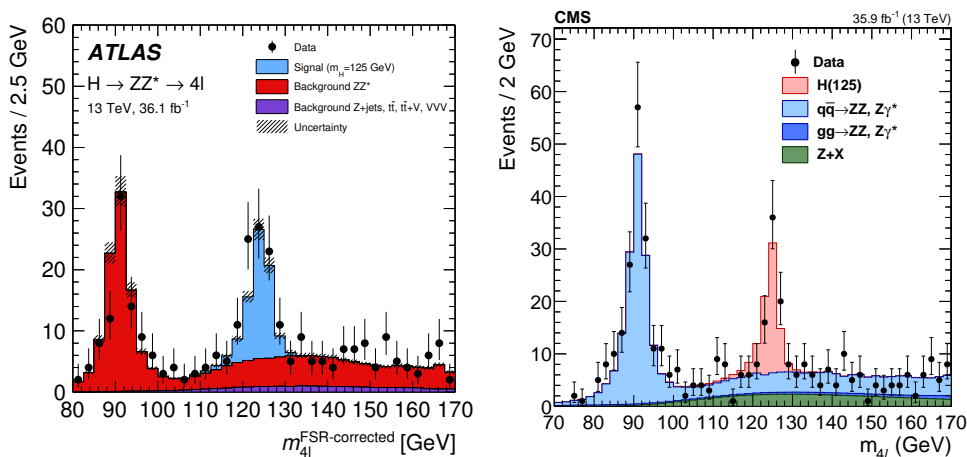 ATLAS
H → ZZ* → 4l
13 TeV, 36.1 fb⁻¹
Data
Signal (m_H=125 GeV)
Background ZZ*
Background Z+jets, tt̄, tt̄+V, VVV
Uncertainty
Events / 2.5 GeV
60
50
40
30
20
10
0
80 90 100 110 120 130 140 150 160 170
m_4l^FSR-corrected [GeV]
CMS 35.9 fb⁻¹ (13 TeV)
Data
H(125)
qq̄→ZZ, Zγ*
gg→ZZ, Zγ*
Z+X
Events / 2 GeV
70
60
50
40
30
20
10
0
70 80 90 100 110 120 130 140 150 160 170
m_4l (GeV)